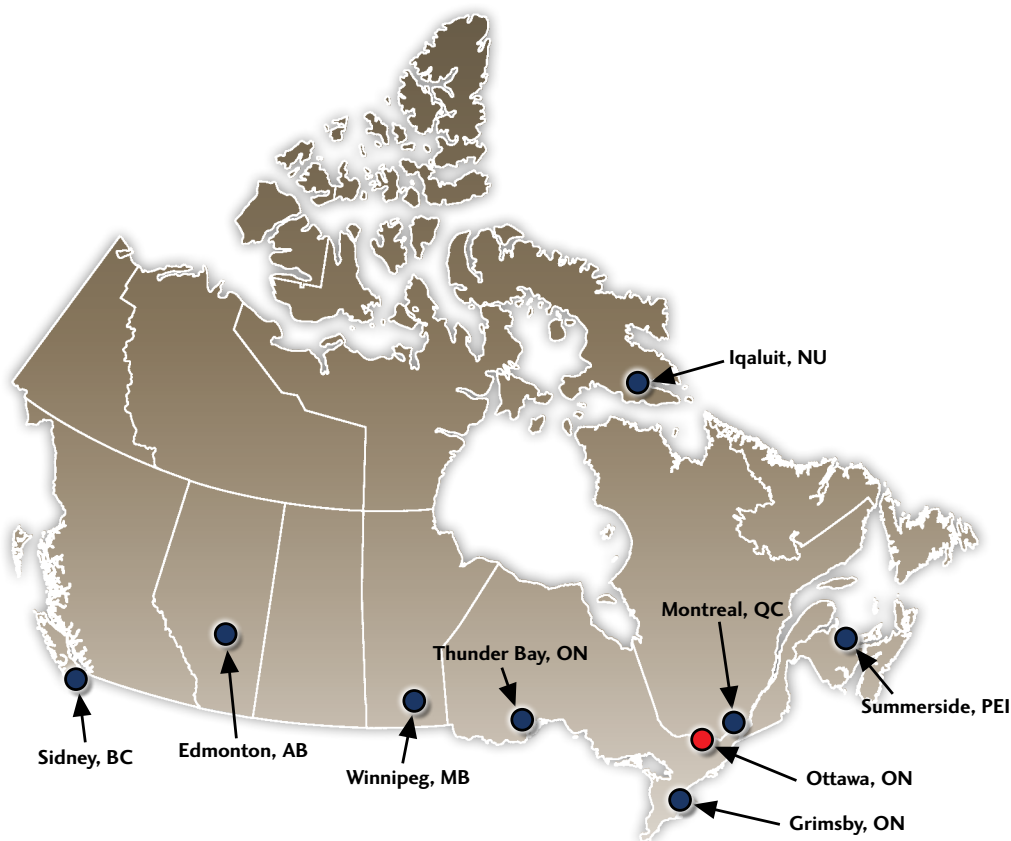 Iqaluit, NU
Montreal, QC
Thunder Bay, ON
Summerside, PEI
Sidney, BC
Edmonton, AB
Winnipeg, MB
Ottawa, ON
Grimsby, ON